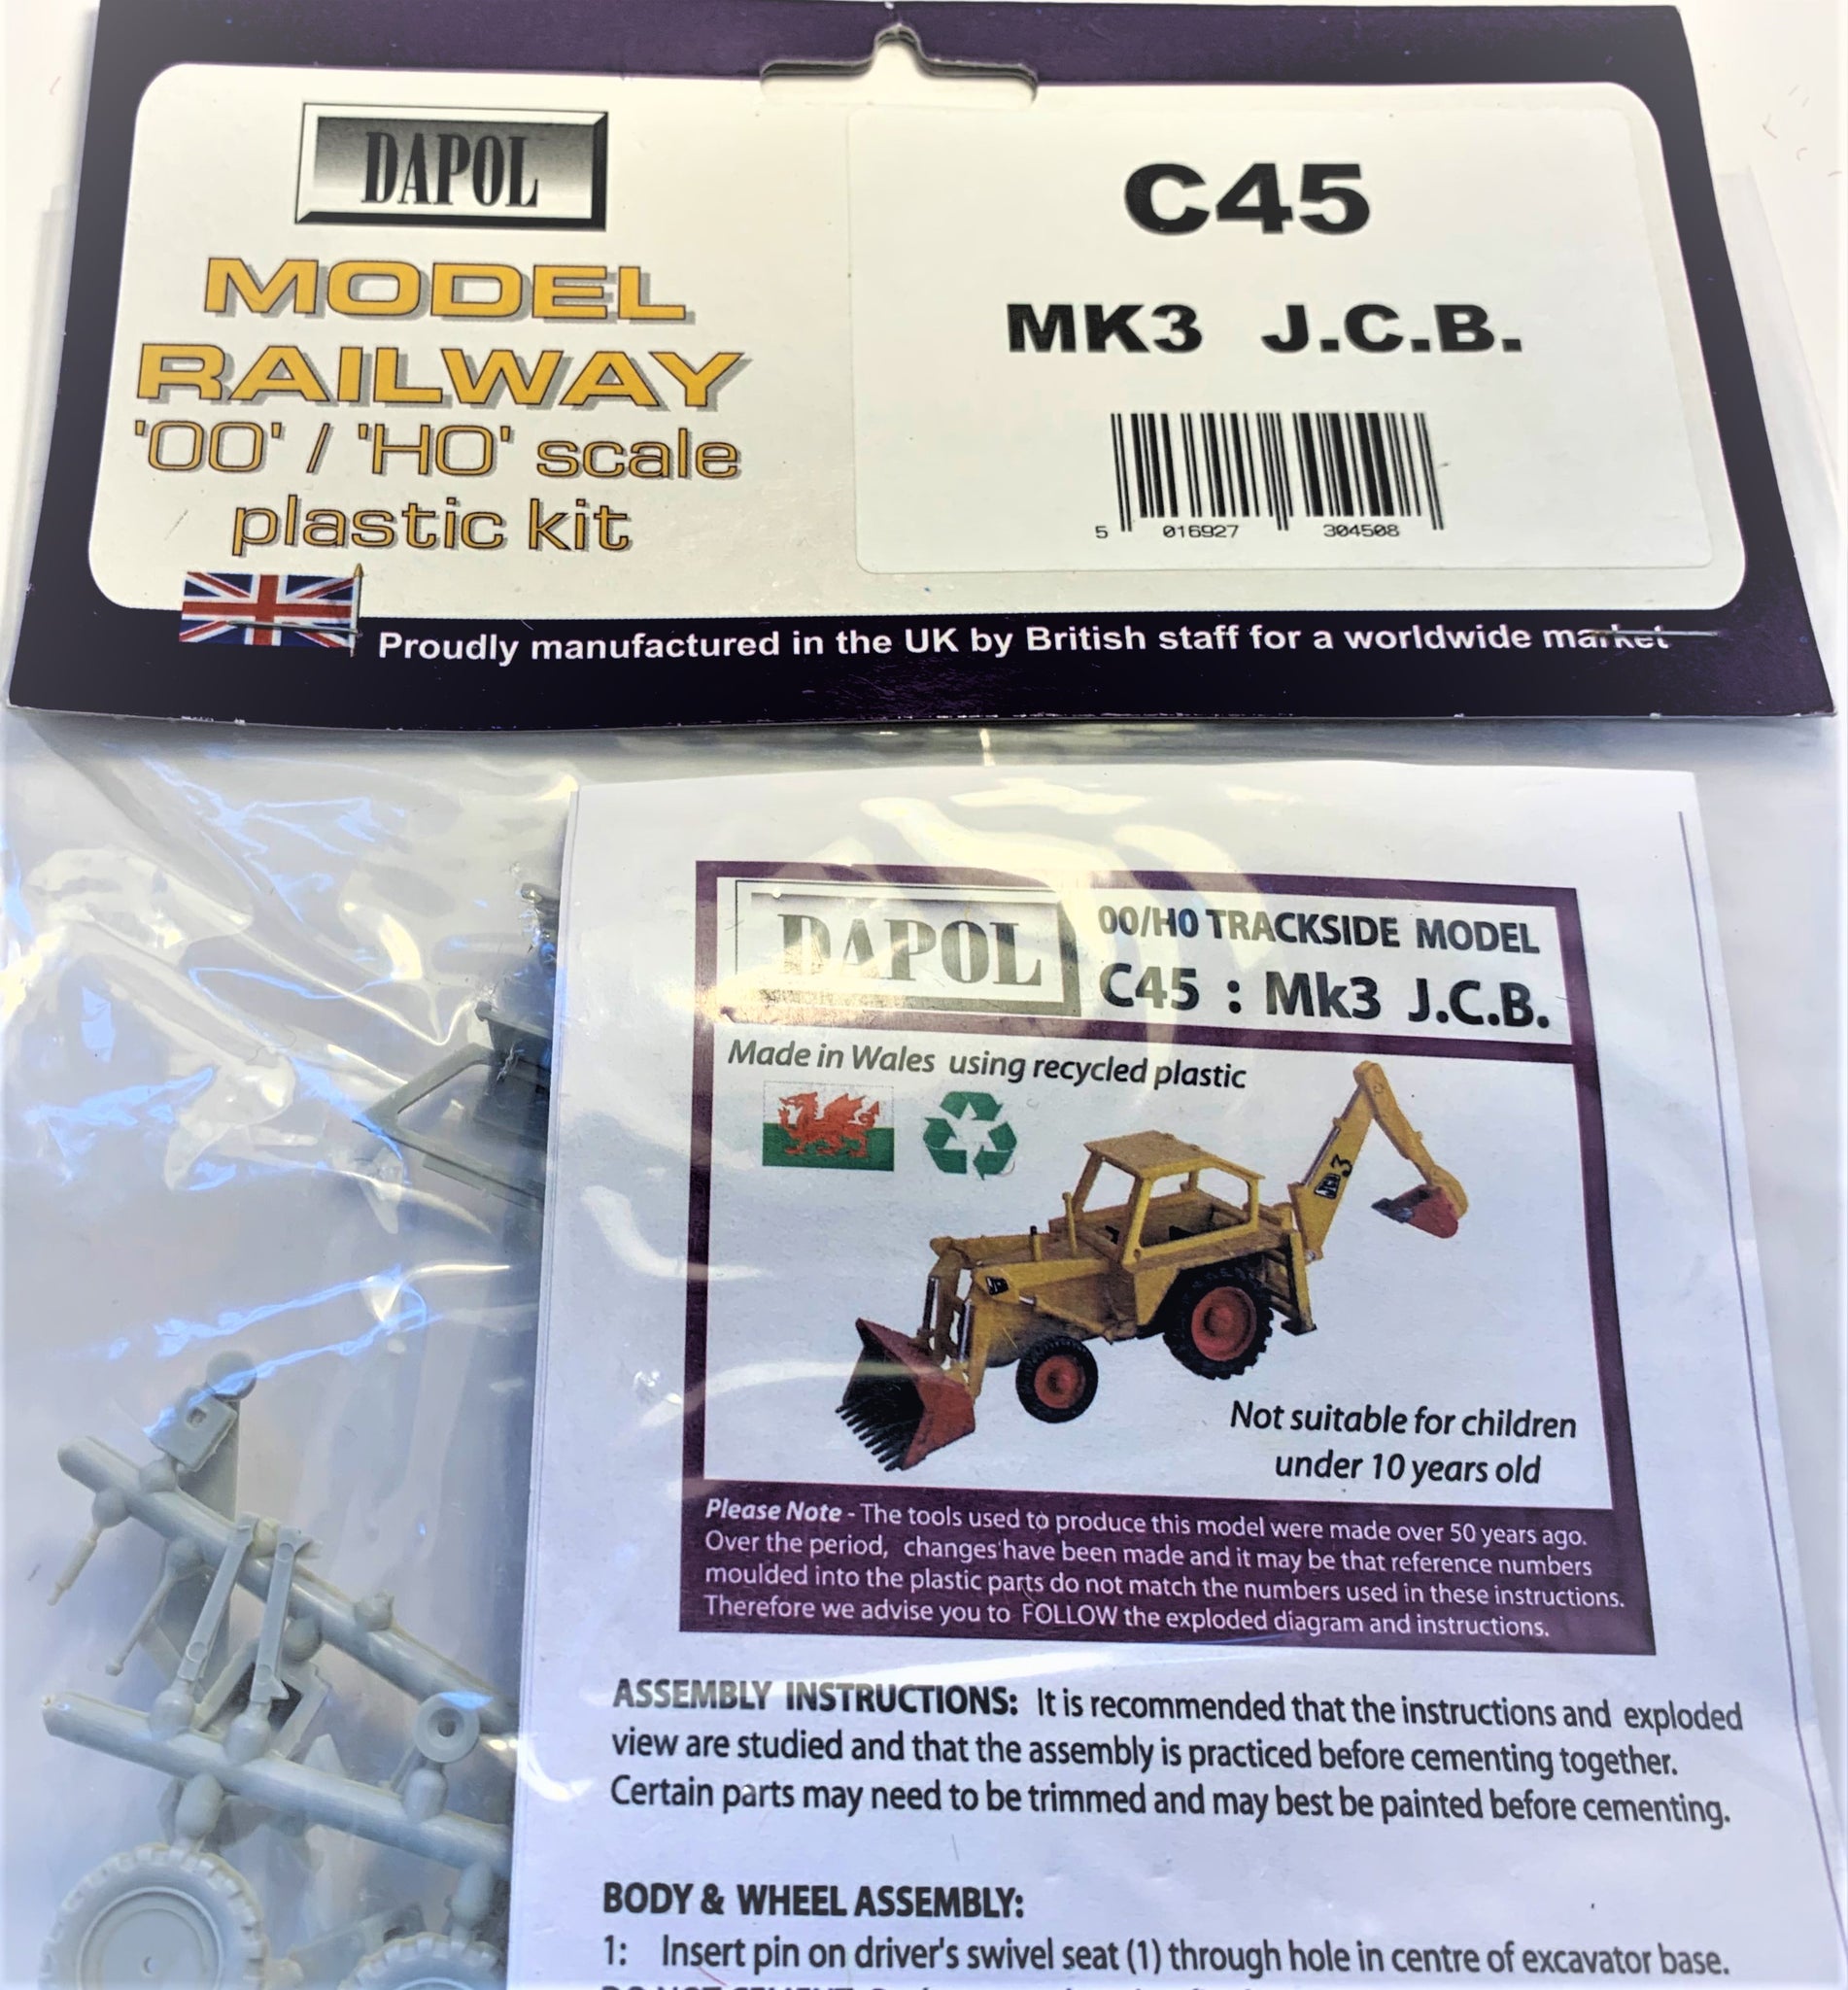 DAPOL
MODEL
RAILWAY
'OO' / 'HO' scale
plastic kit
C45
MK3 J.C.B.
5 016927 304508
Proudly manufactured in the UK by British staff for a worldwide market
DAPOL
00/H0 TRACKSIDE MODEL
C45 : Mk3 J.C.B.
Made in Wales using recycled plastic
JCB 3
Not suitable for children
under 10 years old
Please Note - The tools used to produce this model were made over 50 years ago.
Over the period, changes have been made and it may be that reference numbers
moulded into the plastic parts do not match the numbers used in these instructions.
Therefore we advise you to FOLLOW the exploded diagram and instructions.
ASSEMBLY INSTRUCTIONS: It is recommended that the instructions and exploded
view are studied and that the assembly is practiced before cementing together.
Certain parts may need to be trimmed and may best be painted before cementing.
BODY & WHEEL ASSEMBLY:
1: Insert pin on driver's swivel seat (1) through hole in centre of excavator base.
DO NOT CEMENT.